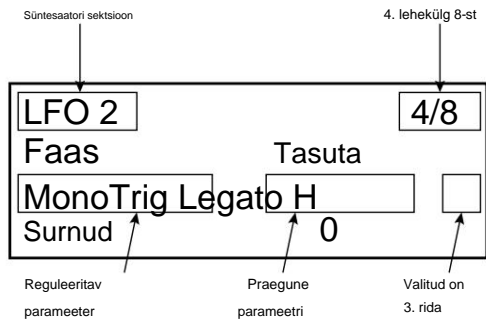 Süntesaatori sektsioon
4. lehekülg 8-st
LFO 2
4/8
Faas Tasuta
MonoTrig Legato H
Surnud 0
Reguleeritav
parameeter
Praegune
parameetri
Valitud on
3. rida